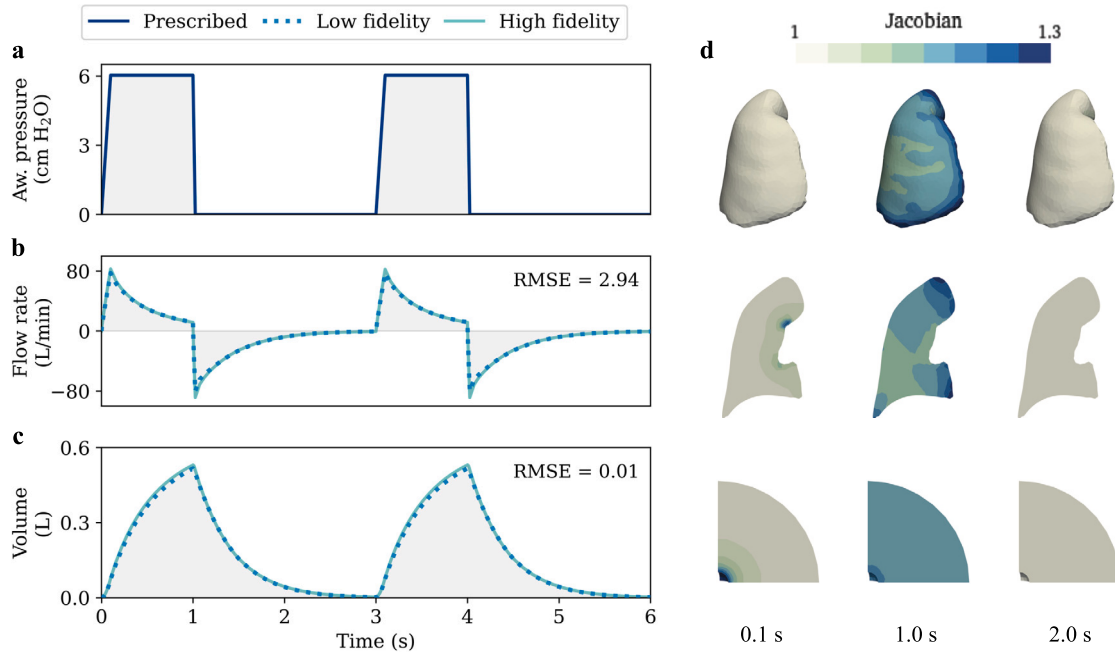 Prescribed Low fidelity High fidelity
Jacobian
1 1.3
a
d
Aw. pressure
(cm H₂O)
6
3
0
b
Flow rate
(L/min)
80
0
−80
RMSE = 2.94
c
Volume
(L)
0.6
0.3
0.0
RMSE = 0.01
0 1 2 3 4 5 6
Time (s)
0.1 s 1.0 s 2.0 s